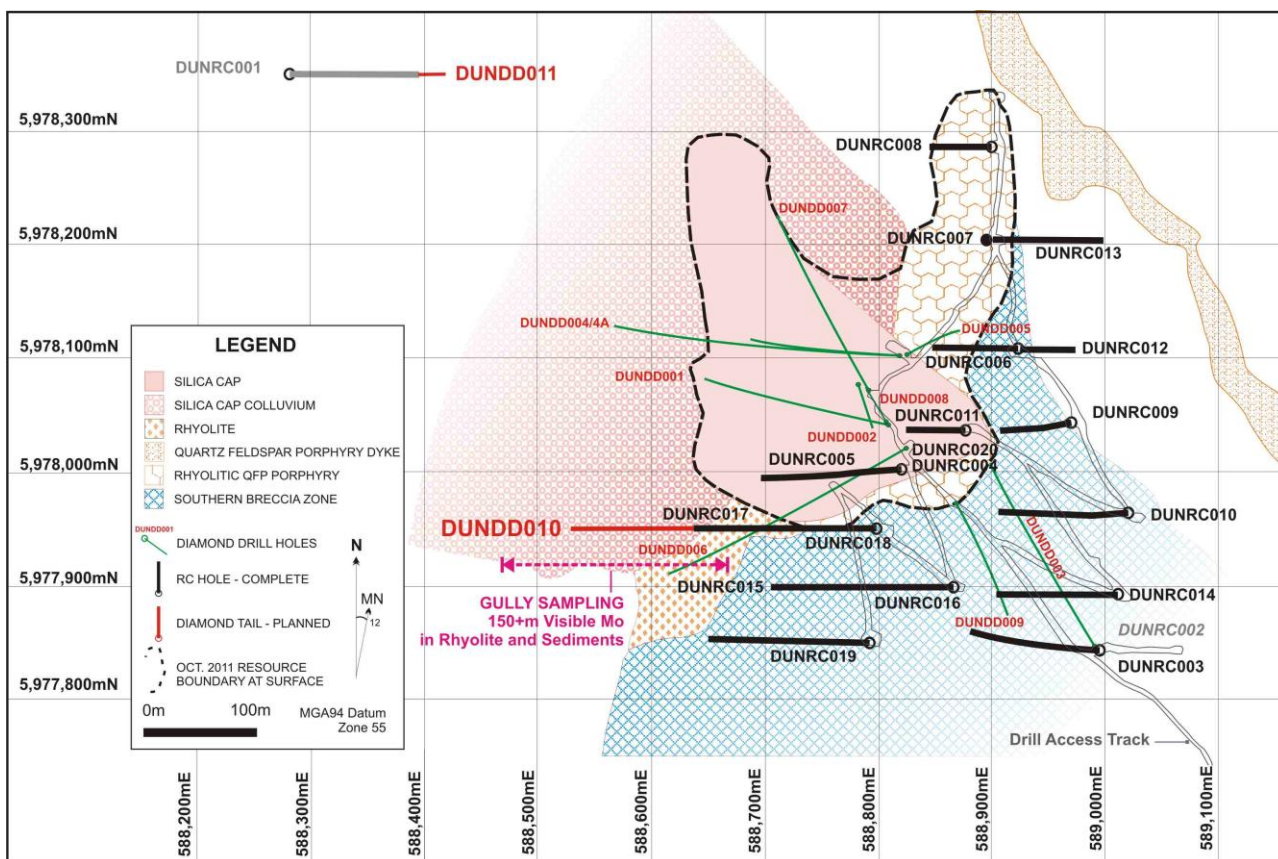 DUNRC001
DUNDD011
5,978,300mN
DUNRC008
DUNDD007
5,978,200mN
DUNRC007
DUNRC013
DUNDD004/4A
DUNDD005
5,978,100mN
DUNRC012
DUNRC006
DUNDD001
DUNDD008
DUNRC011
DUNRC009
DUNDD002
DUNRC020
5,978,000mN
DUNRC005
DUNRC004
DUNRC017
DUNRC010
DUNDD010
DUNRC018
DUNDD006
DUNDD003
5,977,900mN
DUNRC015
DUNRC016
DUNRC014
GULLY SAMPLING
150+m Visible Mo
in Rhyolite and Sediments
DUNDD009
DUNRC002
DUNRC019
DUNRC003
5,977,800mN
Drill Access Track
LEGEND
SILICA CAP
SILICA CAP COLLUVIUM
RHYOLITE
QUARTZ FELDSPAR PORPHYRY DYKE
RHYOLITIC QFP PORPHYRY
SOUTHERN BRECCIA ZONE
DUNDD001
DIAMOND DRILL HOLES
N
RC HOLE - COMPLETE
MN
12
DIAMOND TAIL - PLANNED
OCT. 2011 RESOURCE
BOUNDARY AT SURFACE
0m 100m
MGA94 Datum
Zone 55
588,200mE
588,300mE
588,400mE
588,500mE
588,600mE
588,700mE
588,800mE
588,900mE
589,000mE
589,100mE